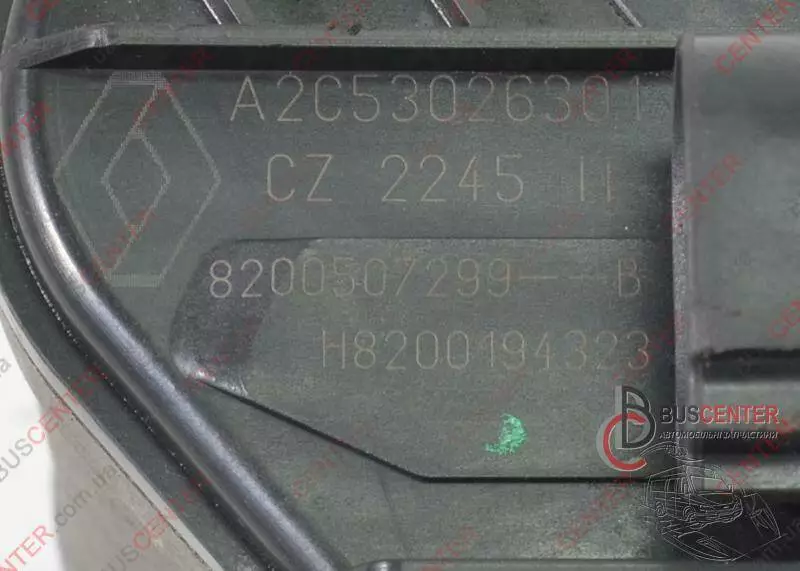 A2C53026301
CZ 2245 II
8200507299---B
H8200194323
BUSCENTER
АВТОМОБІЛЬНІ ЗАПЧАСТИНИ